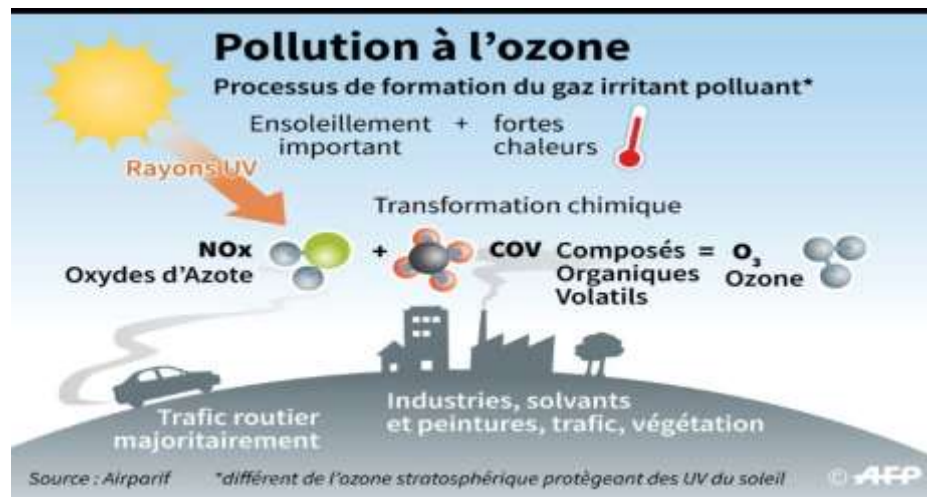 Pollution à l'ozone
Processus de formation du gaz irritant polluant*
Ensoleillement important + fortes chaleurs
Rayons UV
Transformation chimique
NOx
Oxydes d'Azote
+
COV Composés Organiques Volatils
=
O₃
Ozone
Trafic routier
majoritairement
Industries, solvants
et peintures, trafic, végétation
Source : Airparif *différent de l'ozone stratosphérique protégeant des UV du soleil © AFP